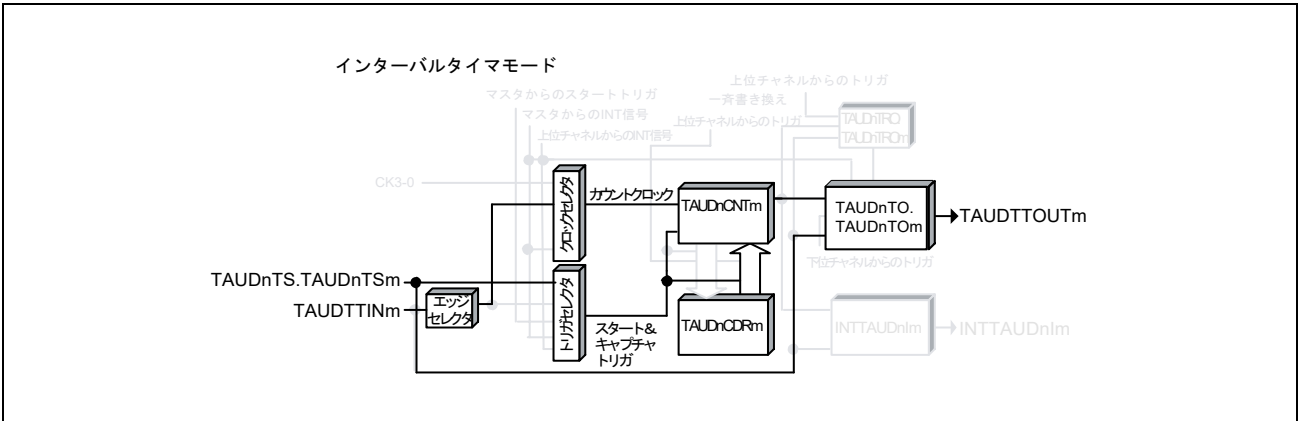 インターバルタイマモード
上位チャネルからのトリガ
マスタからのスタートトリガ
一斉書き換え
マスタからのINT信号
上位チャネルからのトリガ
上位チャネルからのINT信号
TAUDnTRO.
TAUDnTROm
CK3-0
クロックセレクタ
カウントクロック
TAUDnCNTm
TAUDnTO.
TAUDnTOm
TAUDTTOUTm
下位チャネルからのトリガ
TAUDnTS.TAUDnTSm
TAUDTTINm
エッジ
セレクタ
トリガセレクタ
スタート&
キャプチャ
トリガ
TAUDnCDRm
INTTAUDnIm
INTTAUDnIm